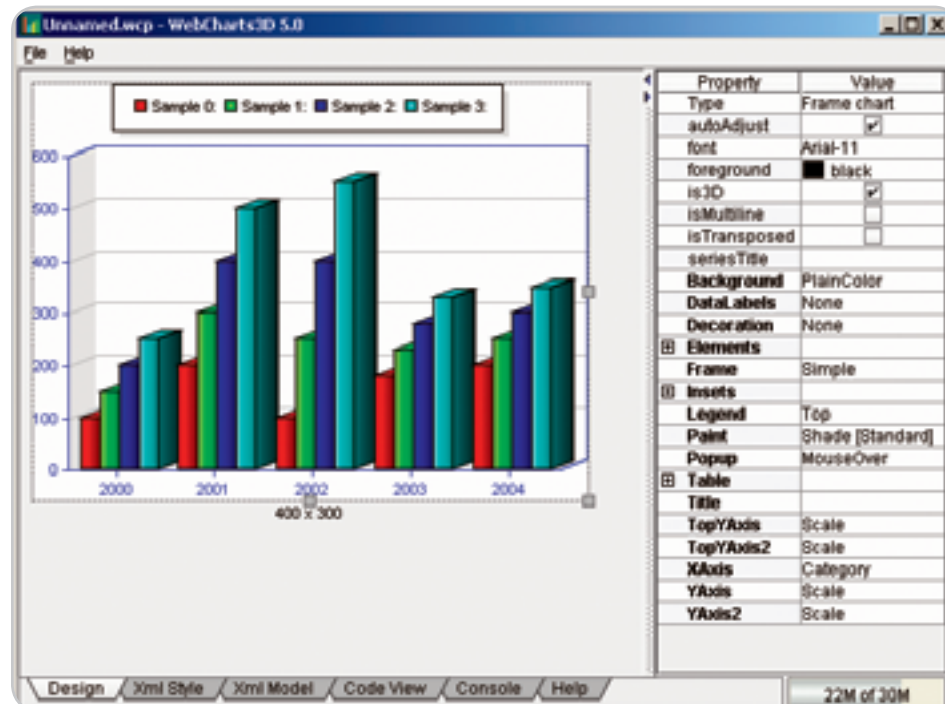 Unnamed.wcp - WebCharts3D 5.0
File Help
Sample 0: Sample 1: Sample 2: Sample 3:
600
500
400
300
200
100
0
2000 2001 2002 2003 2004
400 x 300
Property Value
Type Frame chart
autoAdjust
font Arial-11
foreground black
is3D
isMultiline
isTransposed
seriesTitle
Background PlainColor
DataLabels None
Decoration None
Elements
Frame Simple
Insets
Legend Top
Paint Shade [Standard]
Popup MouseOver
Table
Title
TopYAxis Scale
TopYAxis2 Scale
XAxis Category
YAxis Scale
YAxis2 Scale
Design Xml Style Xml Model Code View Console Help
22M of 30M